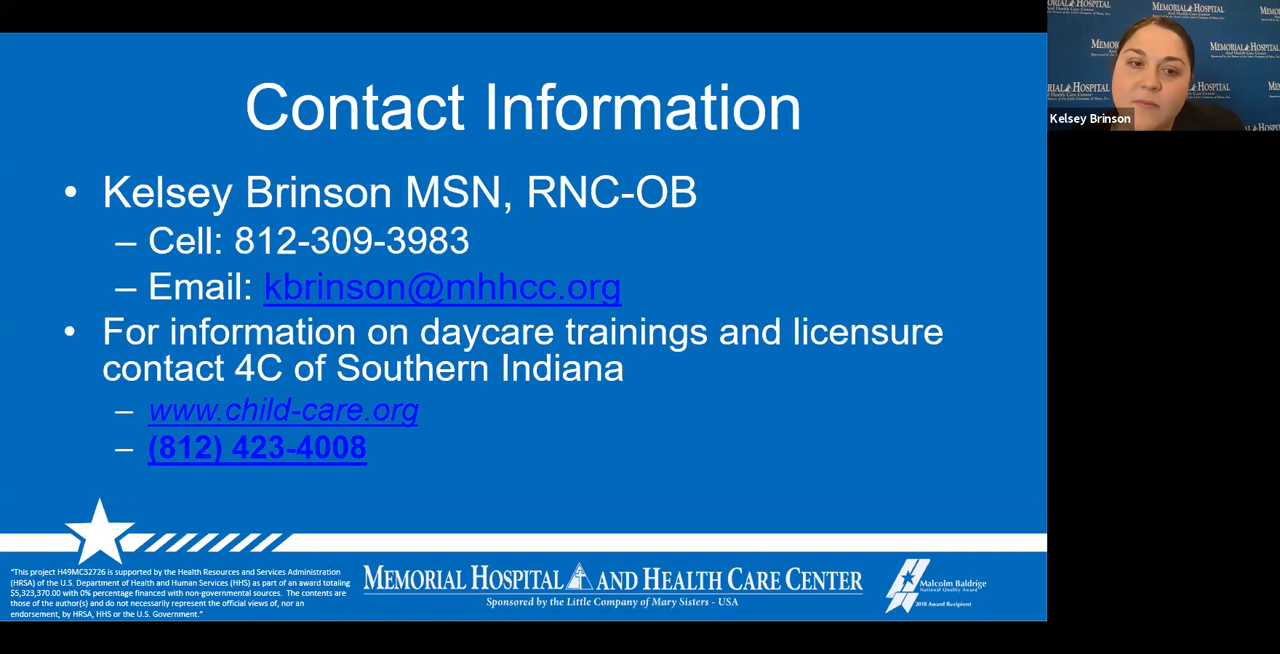 Contact Information
• Kelsey Brinson MSN, RNC-OB
– Cell: 812-309-3983
– Email: kbrinson@mhhcc.org
• For information on daycare trainings and licensure
contact 4C of Southern Indiana
– www.child-care.org
– (812) 423-4008
"This project H49MC32726 is supported by the Health Resources and Services Administration
(HRSA) of the U.S. Department of Health and Human Services (HHS) as part of an award totaling
$5,323,370.00 with 0% percentage financed with non-governmental sources. The contents are
those of the author(s) and do not necessarily represent the official views of, nor an
endorsement, by HRSA, HHS or the U.S. Government."
MEMORIAL HOSPITAL AND HEALTH CARE CENTER
Sponsored by the Little Company of Mary Sisters - USA
Malcolm Baldrige
National Quality Award
2018 Award Recipient
MEMORIAL HOSPITAL
And Health Care Center
Kelsey Brinson